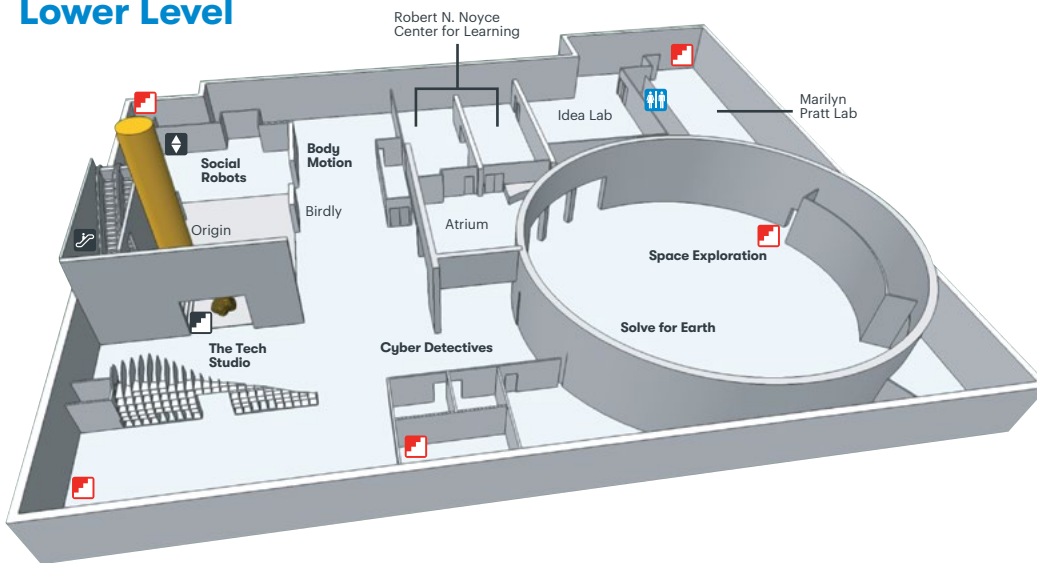 Lower Level
Robert N. Noyce
Center for Learning
Marilyn
Pratt Lab
Idea Lab
Social
Robots
Body
Motion
Birdly
Origin
Atrium
Space Exploration
Solve for Earth
The Tech
Studio
Cyber Detectives